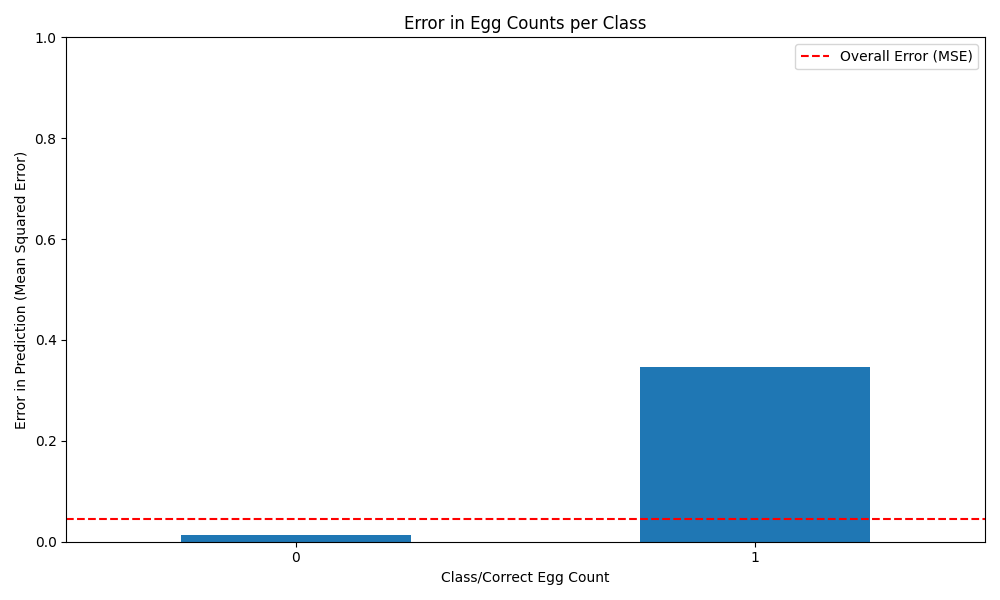 Error in Egg Counts per Class
Overall Error (MSE)
Error in Prediction (Mean Squared Error)
1.0
0.8
0.6
0.4
0.2
0.0
0 1
Class/Correct Egg Count